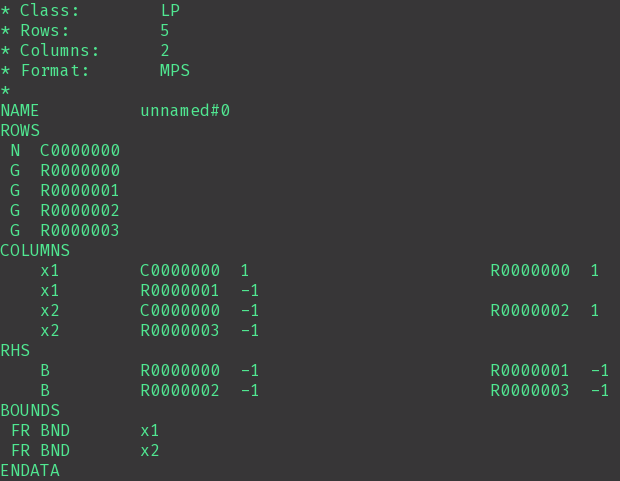 * Class:        LP
* Rows:         5
* Columns:      2
* Format:       MPS
*
NAME          unnamed#0
ROWS
 N  C0000000
 G  R0000000
 G  R0000001
 G  R0000002
 G  R0000003
COLUMNS
    x1        C0000000  1                        R0000000  1
    x1        R0000001  -1
    x2        C0000000  -1                       R0000002  1
    x2        R0000003  -1
RHS
    B         R0000000  -1                       R0000001  -1
    B         R0000002  -1                       R0000003  -1
BOUNDS
 FR BND       x1
 FR BND       x2
ENDATA